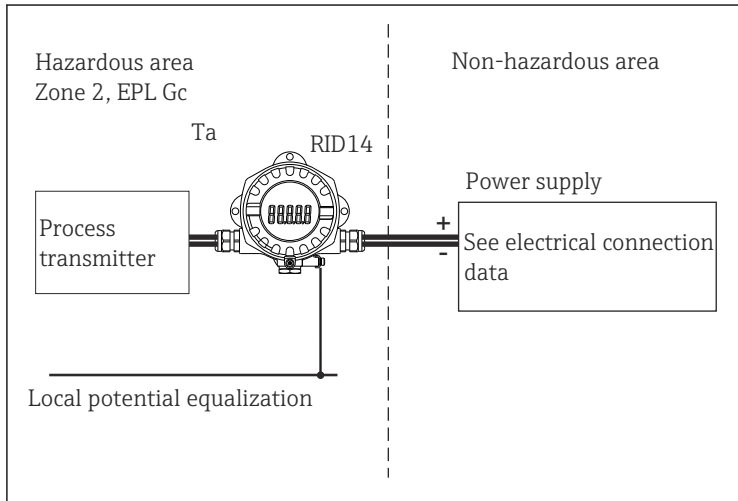 Hazardous area
Zone 2, EPL Gc
Non-hazardous area
Ta
RID14
Process
transmitter
Power supply
+
-
See electrical connection
data
Local potential equalization